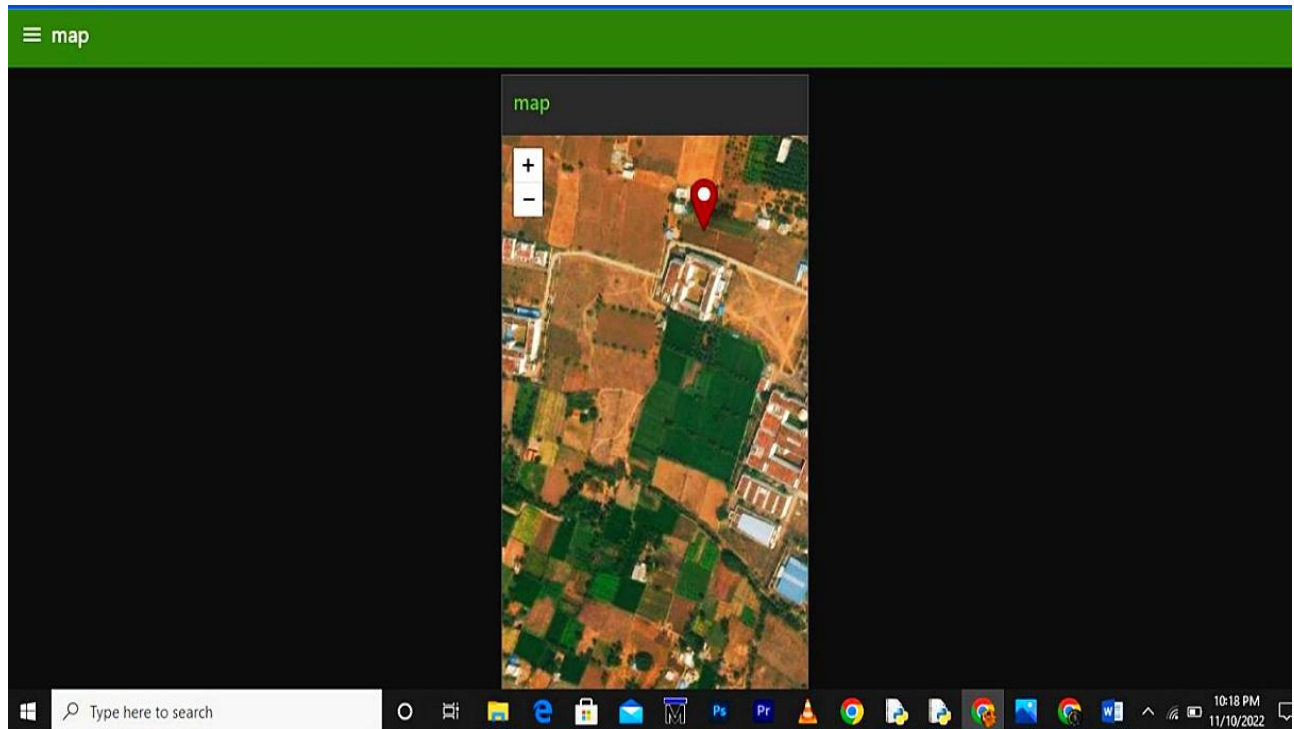 map
map
+
−
Type here to search
Ps
Pr
10:18 PM
11/10/2022